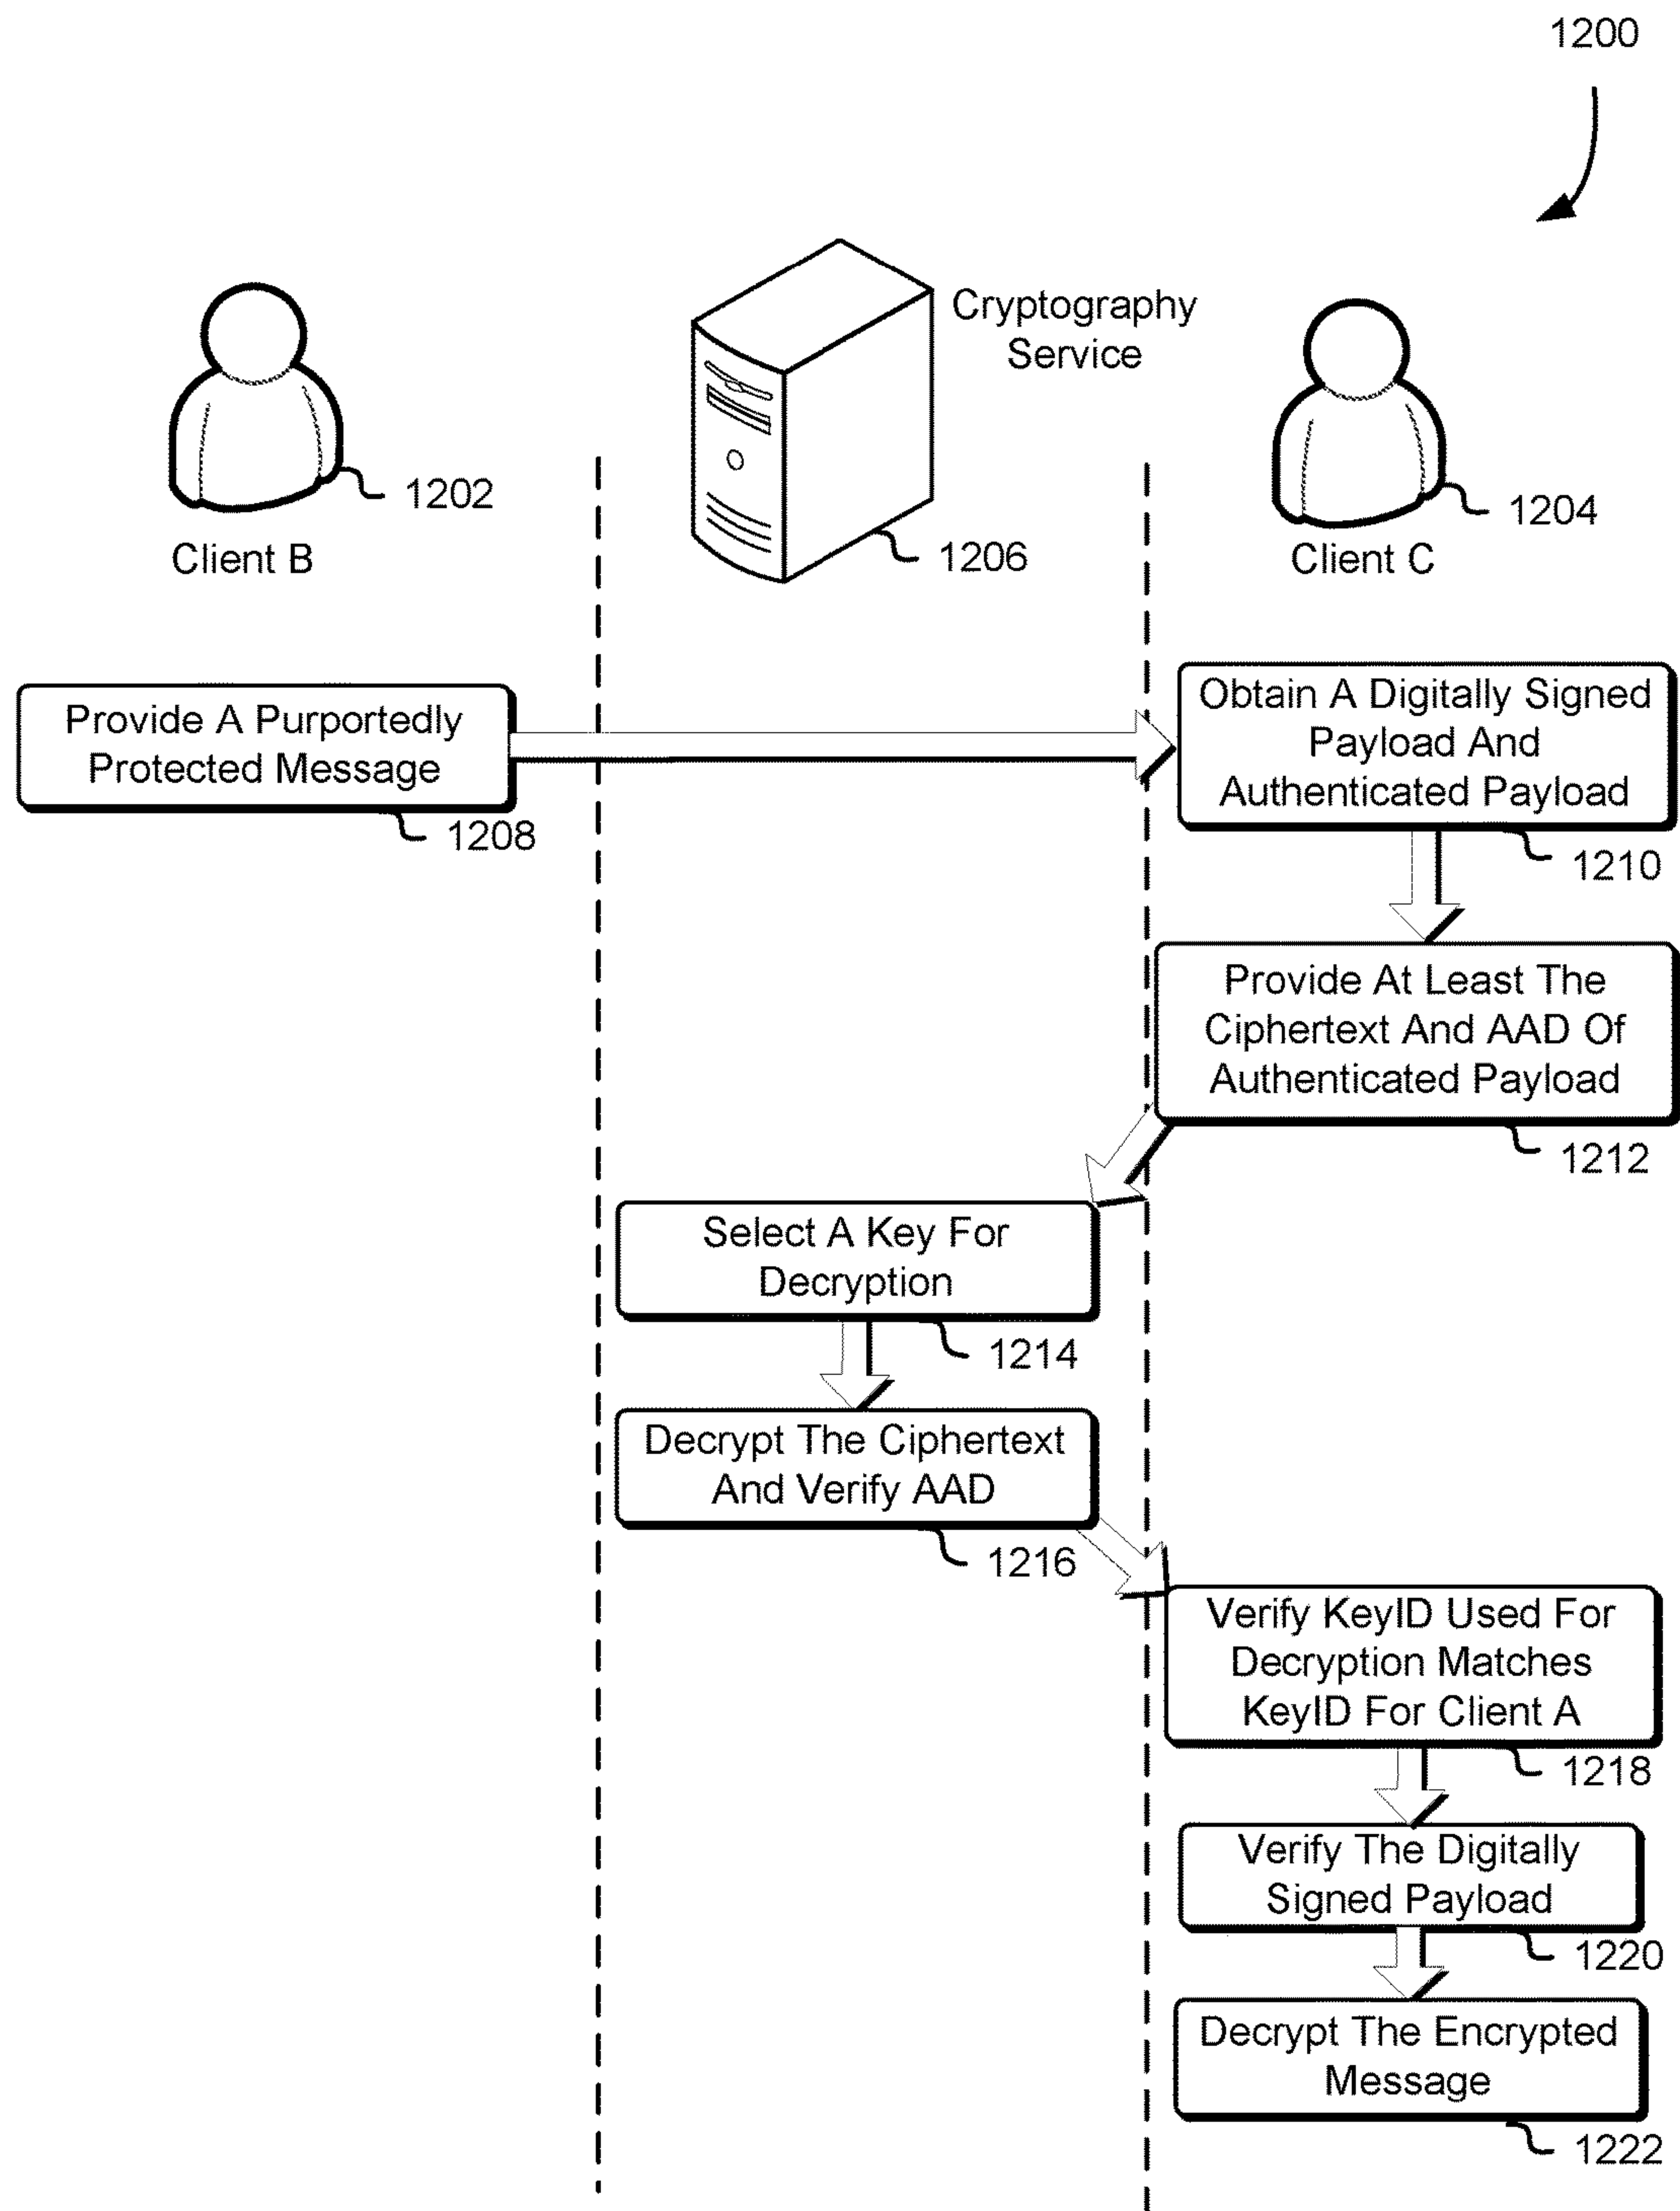 1200
Cryptography
Service
1202
1204
1206
Client B
Client C
Provide A Purportedly
Protected Message
1208
Obtain A Digitally Signed
Payload And
Authenticated Payload
1210
Provide At Least The
Ciphertext And AAD Of
Authenticated Payload
1212
Select A Key For
Decryption
1214
Decrypt The Ciphertext
And Verify AAD
1216
Verify KeyID Used For
Decryption Matches
KeyID For Client A
1218
Verify The Digitally
Signed Payload
1220
Decrypt The Encrypted
Message
1222